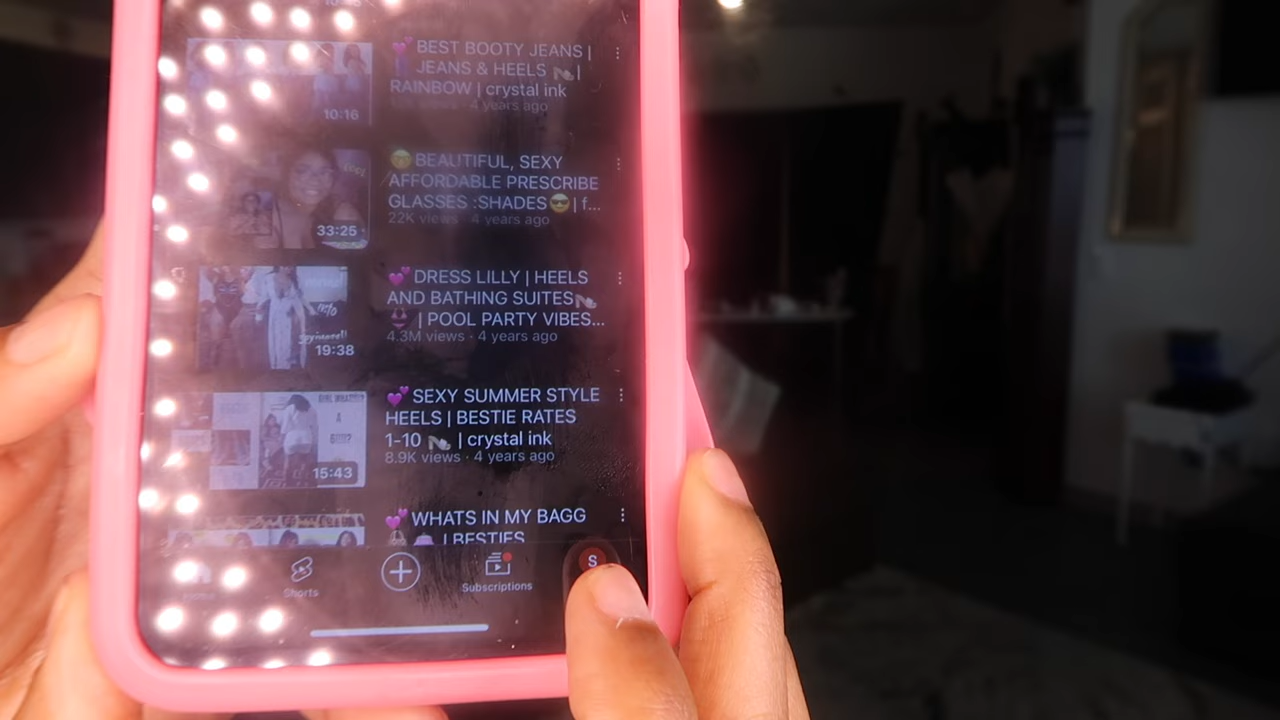 💕 BEST BOOTY JEANS |
👖 JEANS & HEELS 👠 |
RAINBOW | crystal ink
views · 4 years ago
10:16
BEAUTIFUL, SEXY
AFFORDABLE PRESCRIBE
GLASSES :SHADES😎| f...
22K views · 4 years ago
33:25
💕 DRESS LILLY | HEELS
AND BATHING SUITES👠
👙 | POOL PARTY VIBES...
4.3M views · 4 years ago
19:38
💕 SEXY SUMMER STYLE
HEELS | BESTIE RATES
1-10 👠 | crystal ink
8.9K views · 4 years ago
15:43
💕 WHATS IN MY BAGG
👜 👛 | BESTIES
Home
Shorts
Subscriptions
S